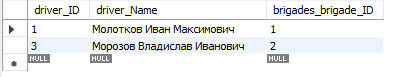 driver_ID driver_Name brigades_brigade_ID
1 Молотков Иван Максимович 1
3 Морозов Владислав Иванович 2
NULL NULL NULL